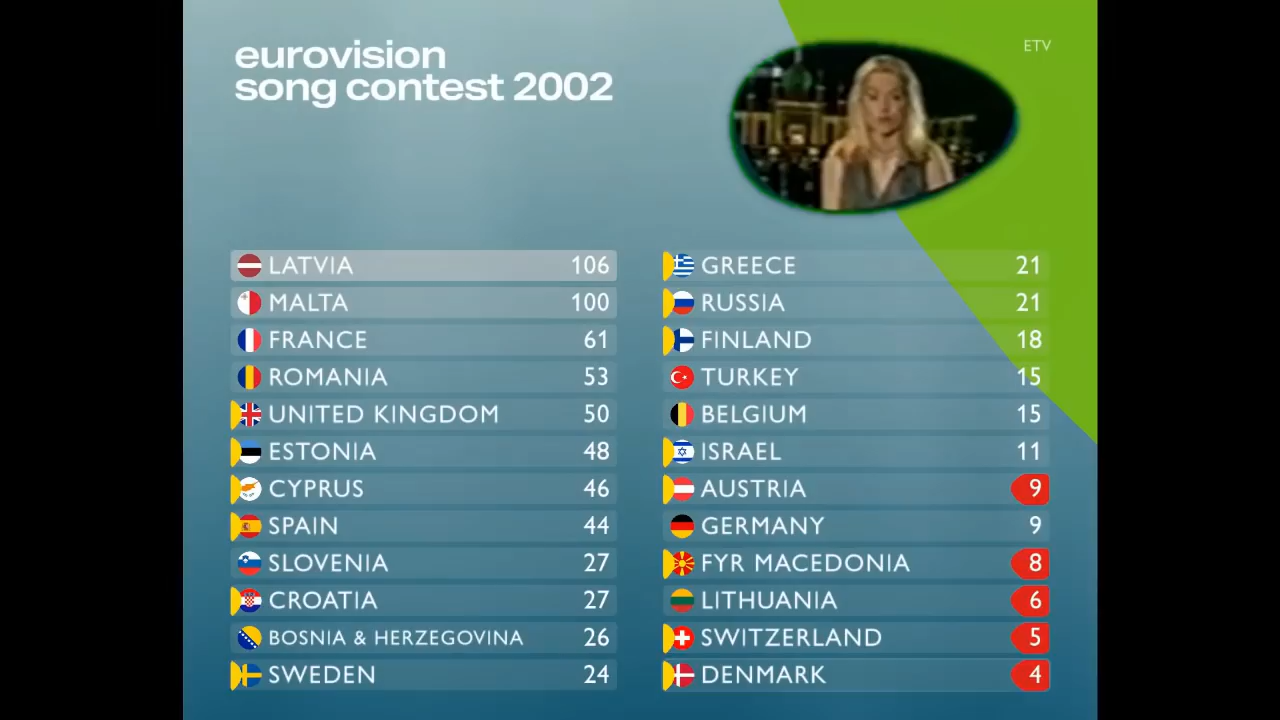 eurovision
song contest 2002
ETV
LATVIA 106
MALTA 100
FRANCE 61
ROMANIA 53
UNITED KINGDOM 50
ESTONIA 48
CYPRUS 46
SPAIN 44
SLOVENIA 27
CROATIA 27
BOSNIA & HERZEGOVINA 26
SWEDEN 24
GREECE 21
RUSSIA 21
FINLAND 18
TURKEY 15
BELGIUM 15
ISRAEL 11
AUSTRIA 9
GERMANY 9
FYR MACEDONIA 8
LITHUANIA 6
SWITZERLAND 5
DENMARK 4